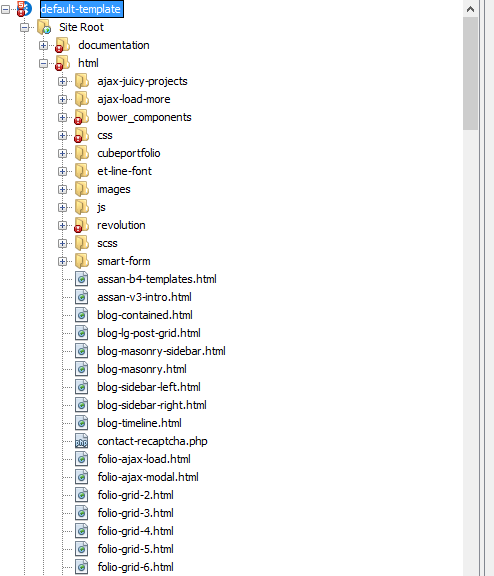 default-template
Site Root
documentation
html
ajax-juicy-projects
ajax-load-more
bower_components
css
cubeportfolio
et-line-font
images
js
revolution
scss
smart-form
assan-b4-templates.html
assan-v3-intro.html
blog-contained.html
blog-lg-post-grid.html
blog-masonry-sidebar.html
blog-masonry.html
blog-sidebar-left.html
blog-sidebar-right.html
blog-timeline.html
contact-recaptcha.php
folio-ajax-load.html
folio-ajax-modal.html
folio-grid-2.html
folio-grid-3.html
folio-grid-4.html
folio-grid-5.html
folio-grid-6.html